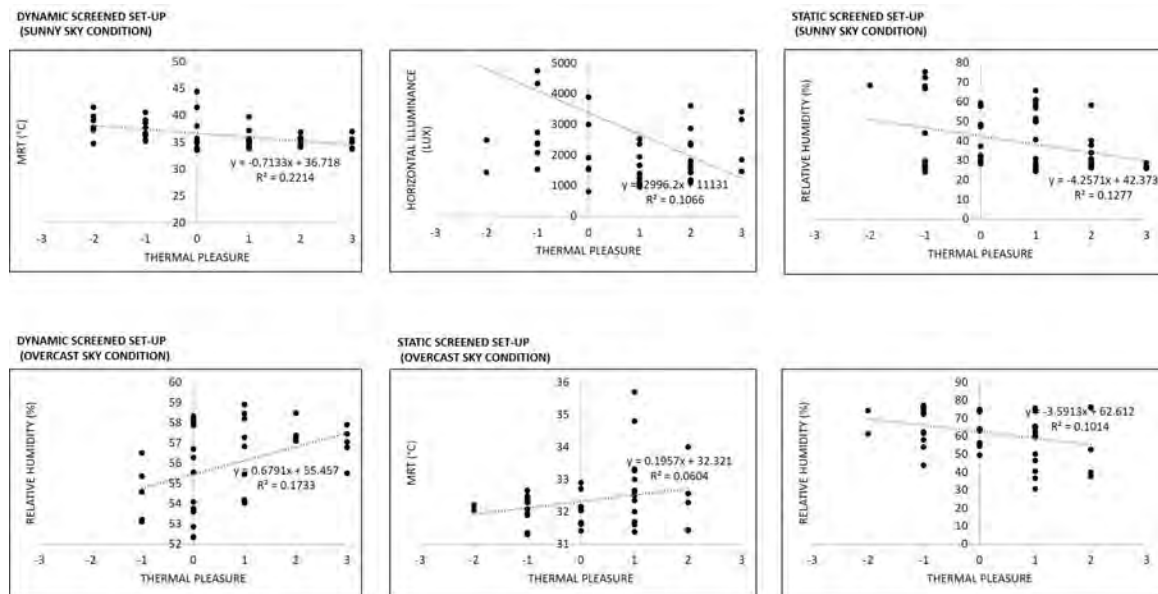 DYNAMIC SCREENED SET-UP
(SUNNY SKY CONDITION)
MRT (°C)
50
45
40
35
30
25
20
y = -0.7133x + 36.718
R² = 0.2214
-3 -2 -1 0 1 2 3
THERMAL PLEASURE
HORIZONTAL ILLUMINANCE
(LUX)
5000
4000
3000
2000
1000
0
y = -2996.2x + 11131
R² = 0.1066
-3 -2 -1 0 1 2 3
THERMAL PLEASURE
STATIC SCREENED SET-UP
(SUNNY SKY CONDITION)
RELATIVE HUMIDITY (%)
80
70
60
50
40
30
20
10
0
y = -4.2571x + 42.373
R² = 0.1277
-3 -2 -1 0 1 2 3
THERMAL PLEASURE
DYNAMIC SCREENED SET-UP
(OVERCAST SKY CONDITION)
RELATIVE HUMIDITY (%)
60
59
58
57
56
55
54
53
52
y = 0.6791x + 55.457
R² = 0.1733
-3 -2 -1 0 1 2 3
THERMAL PLEASURE
STATIC SCREENED SET-UP
(OVERCAST SKY CONDITION)
MRT (°C)
36
35
34
33
32
31
y = 0.1957x + 32.321
R² = 0.0604
-3 -2 -1 0 1 2 3
THERMAL PLEASURE
RELATIVE HUMIDITY (%)
90
80
70
60
50
40
30
20
10
0
y = -3.5913x + 62.612
R² = 0.1014
-3 -2 -1 0 1 2 3
THERMAL PLEASURE